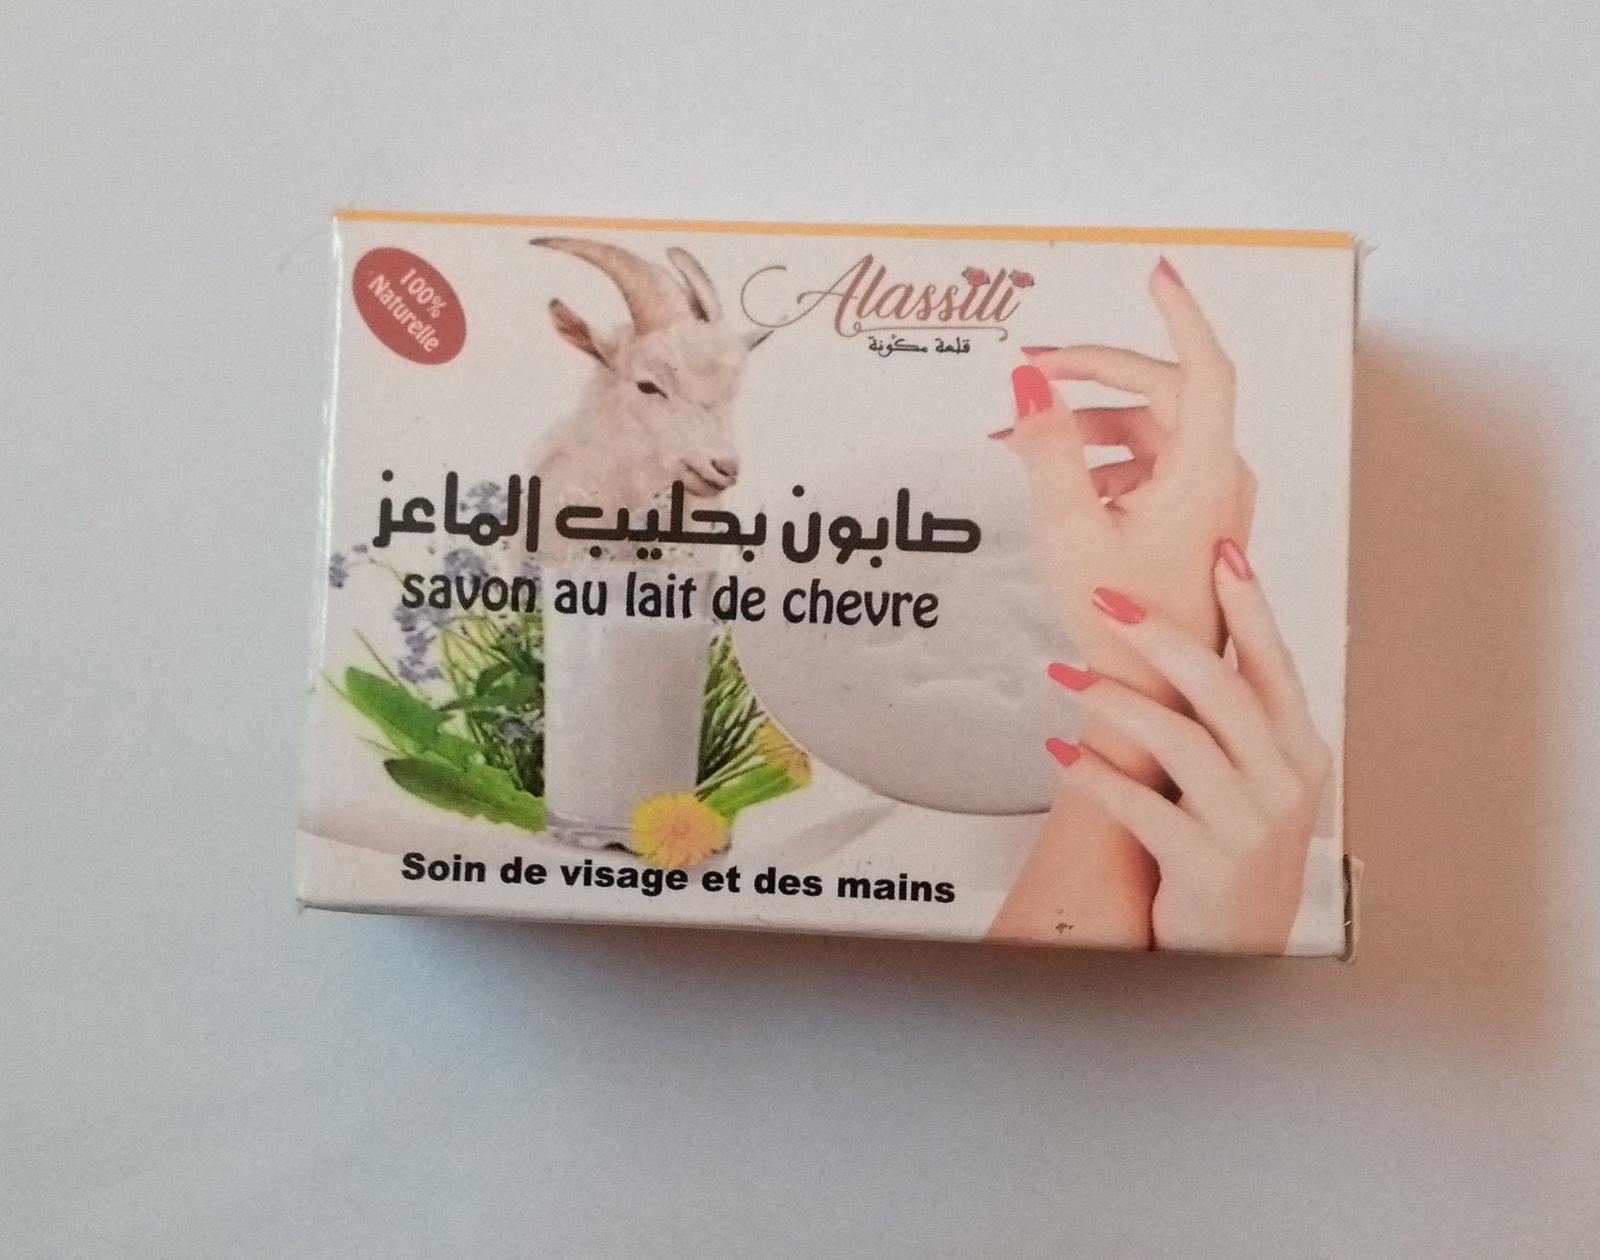 100%
Naturelle
Alassili
قلعة مكونة
صابون بحليب الماعز
savon au lait de chevre
Soin de visage et des mains